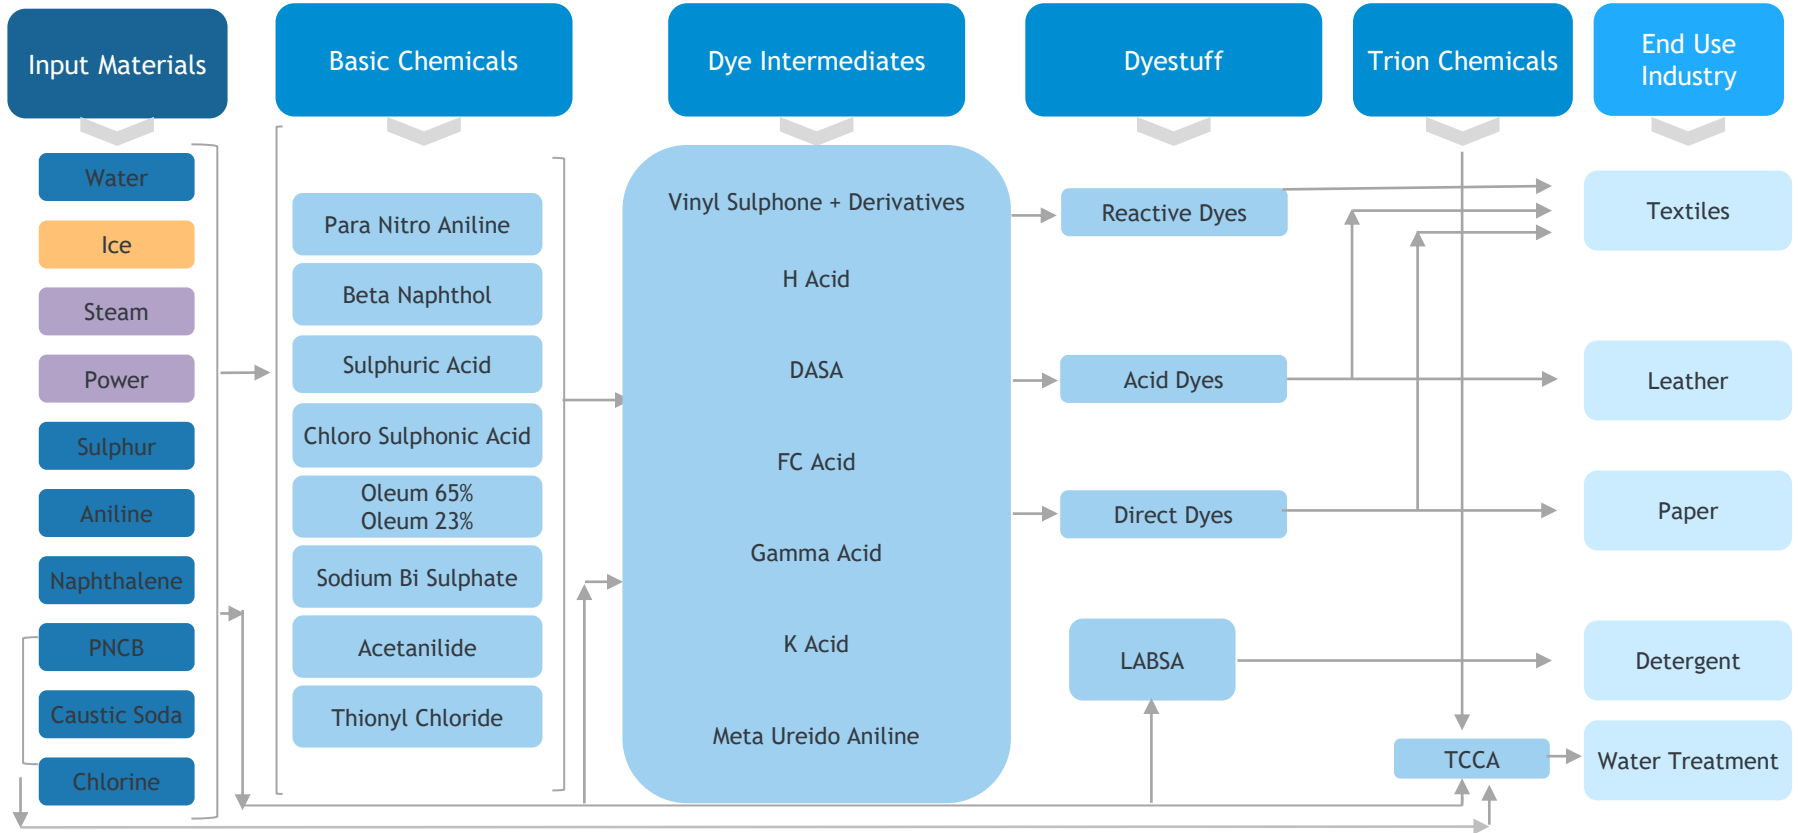 Input Materials
Basic Chemicals
Dye Intermediates
Dyestuff
Trion Chemicals
End Use
Industry
Water
Ice
Steam
Power
Sulphur
Aniline
Naphthalene
PNCB
Caustic Soda
Chlorine
Para Nitro Aniline
Beta Naphthol
Sulphuric Acid
Chloro Sulphonic Acid
Oleum 65%
Oleum 23%
Sodium Bi Sulphate
Acetanilide
Thionyl Chloride
Vinyl Sulphone + Derivatives
H Acid
DASA
FC Acid
Gamma Acid
K Acid
Meta Ureido Aniline
Reactive Dyes
Acid Dyes
Direct Dyes
LABSA
TCCA
Textiles
Leather
Paper
Detergent
Water Treatment